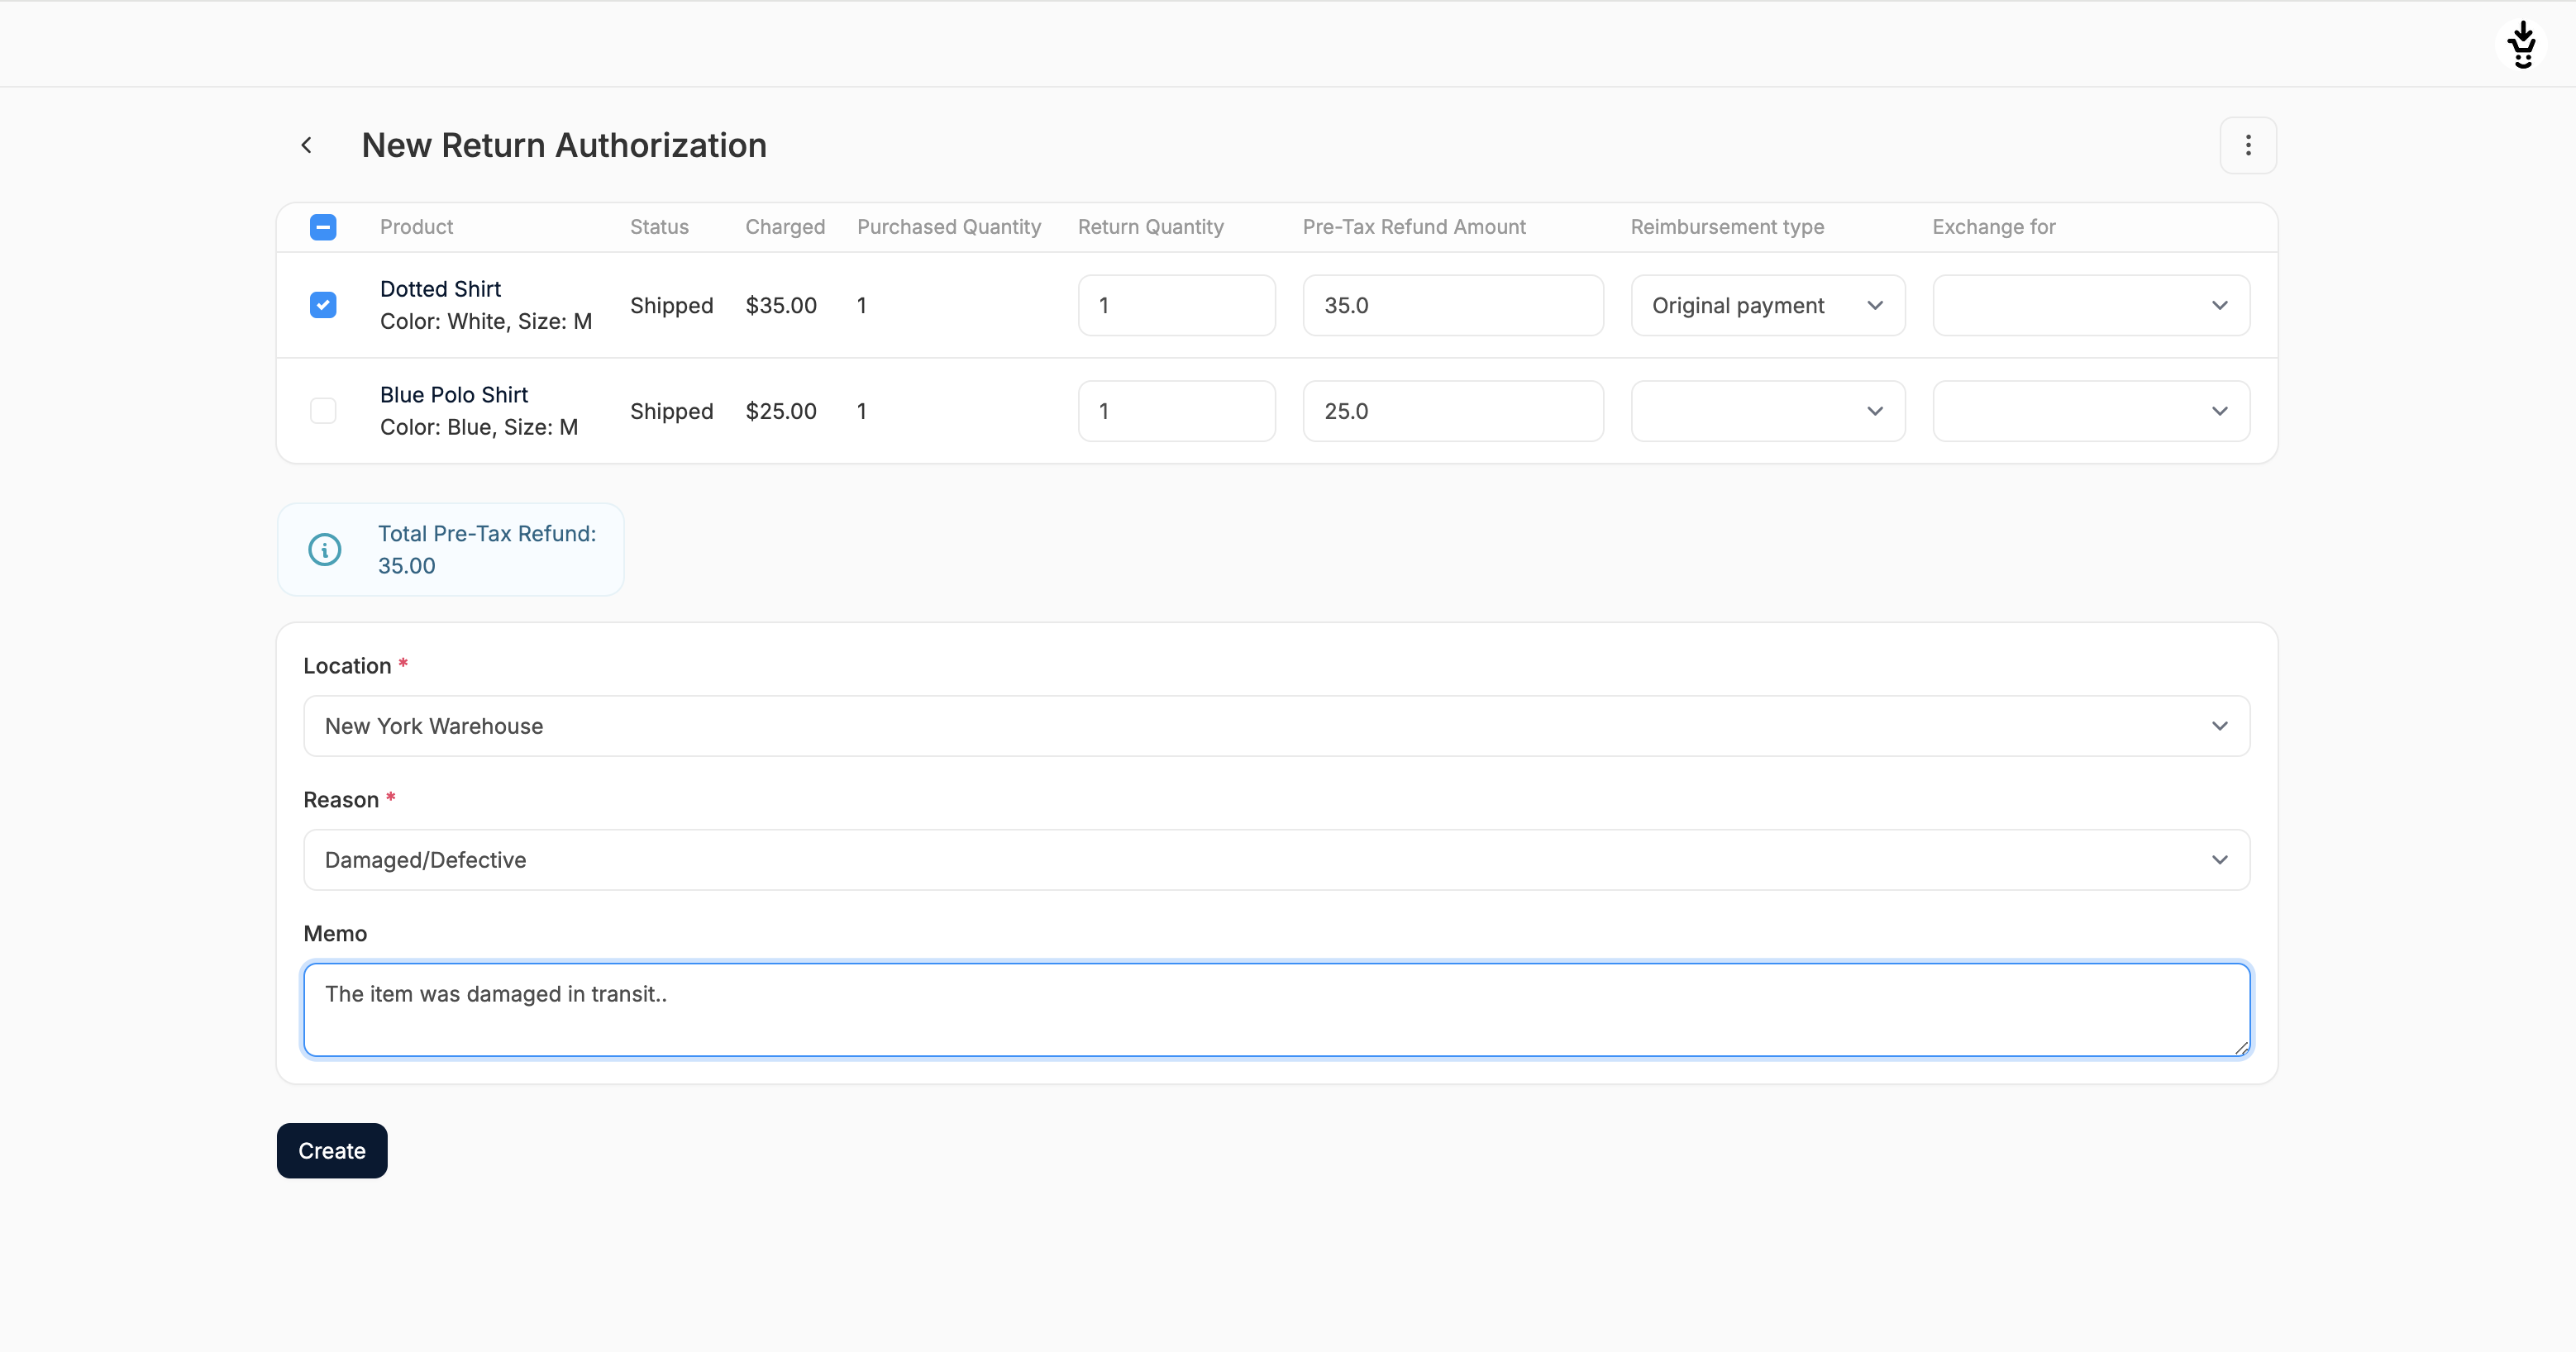 New Return Authorization
Product Status Charged Purchased Quantity Return Quantity Pre-Tax Refund Amount Reimbursement type Exchange for
Dotted Shirt
Color: White, Size: M Shipped $35.00 1 1 35.0 Original payment
Blue Polo Shirt
Color: Blue, Size: M Shipped $25.00 1 1 25.0
Total Pre-Tax Refund:
35.00
Location *
New York Warehouse
Reason *
Damaged/Defective
Memo
The item was damaged in transit..
Create